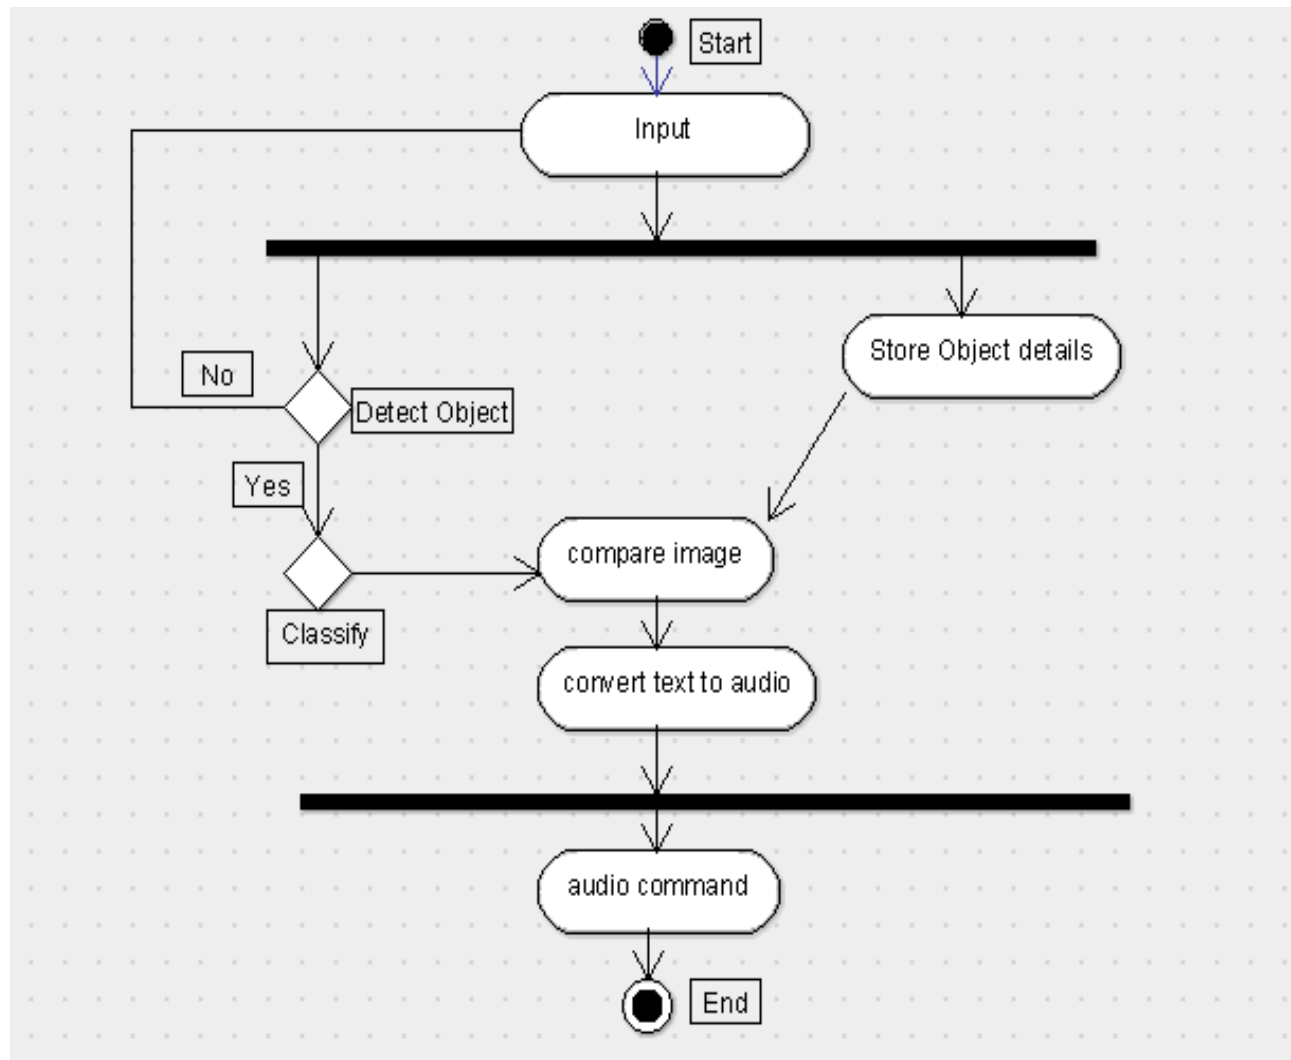 Start
Input
Store Object details
No
Detect Object
Yes
compare image
Classify
convert text to audio
audio command
End